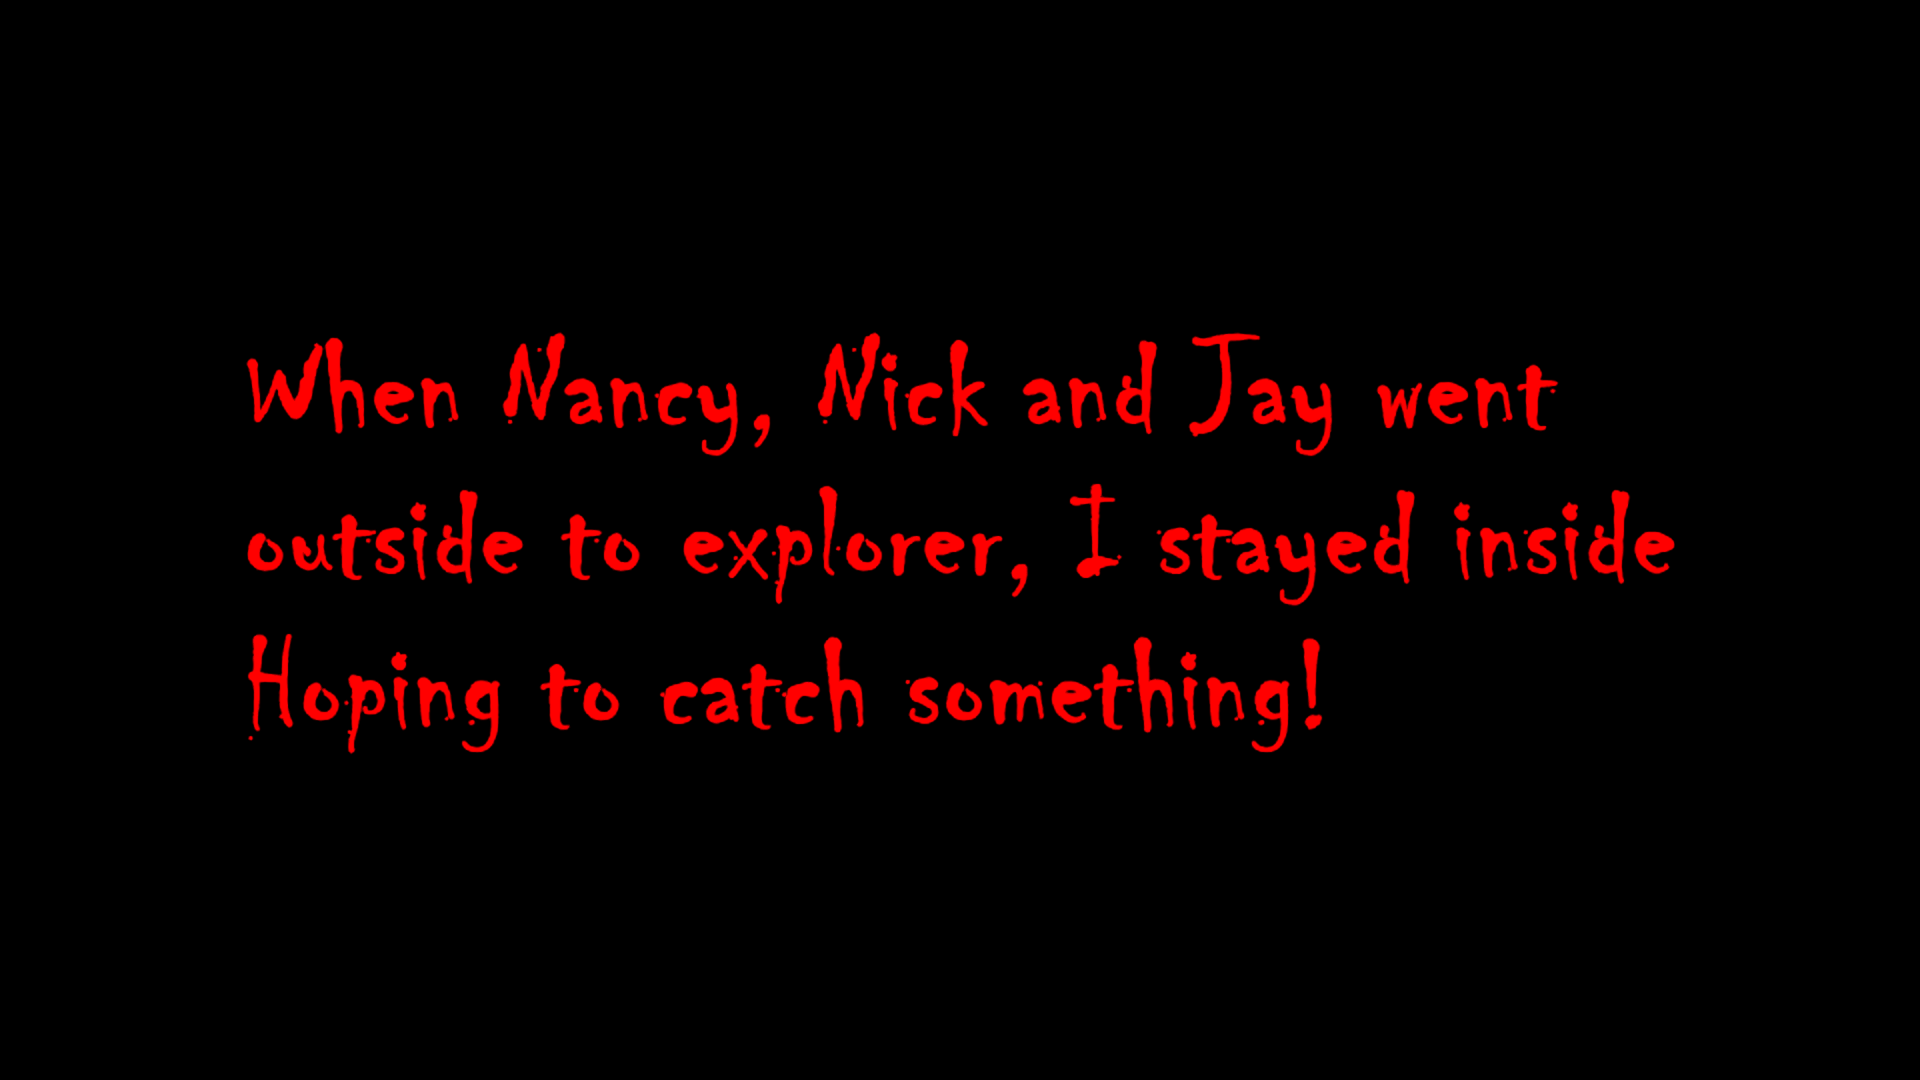 When Nancy, Nick and Jay went
outside to explorer, I stayed inside
Hoping to catch something!